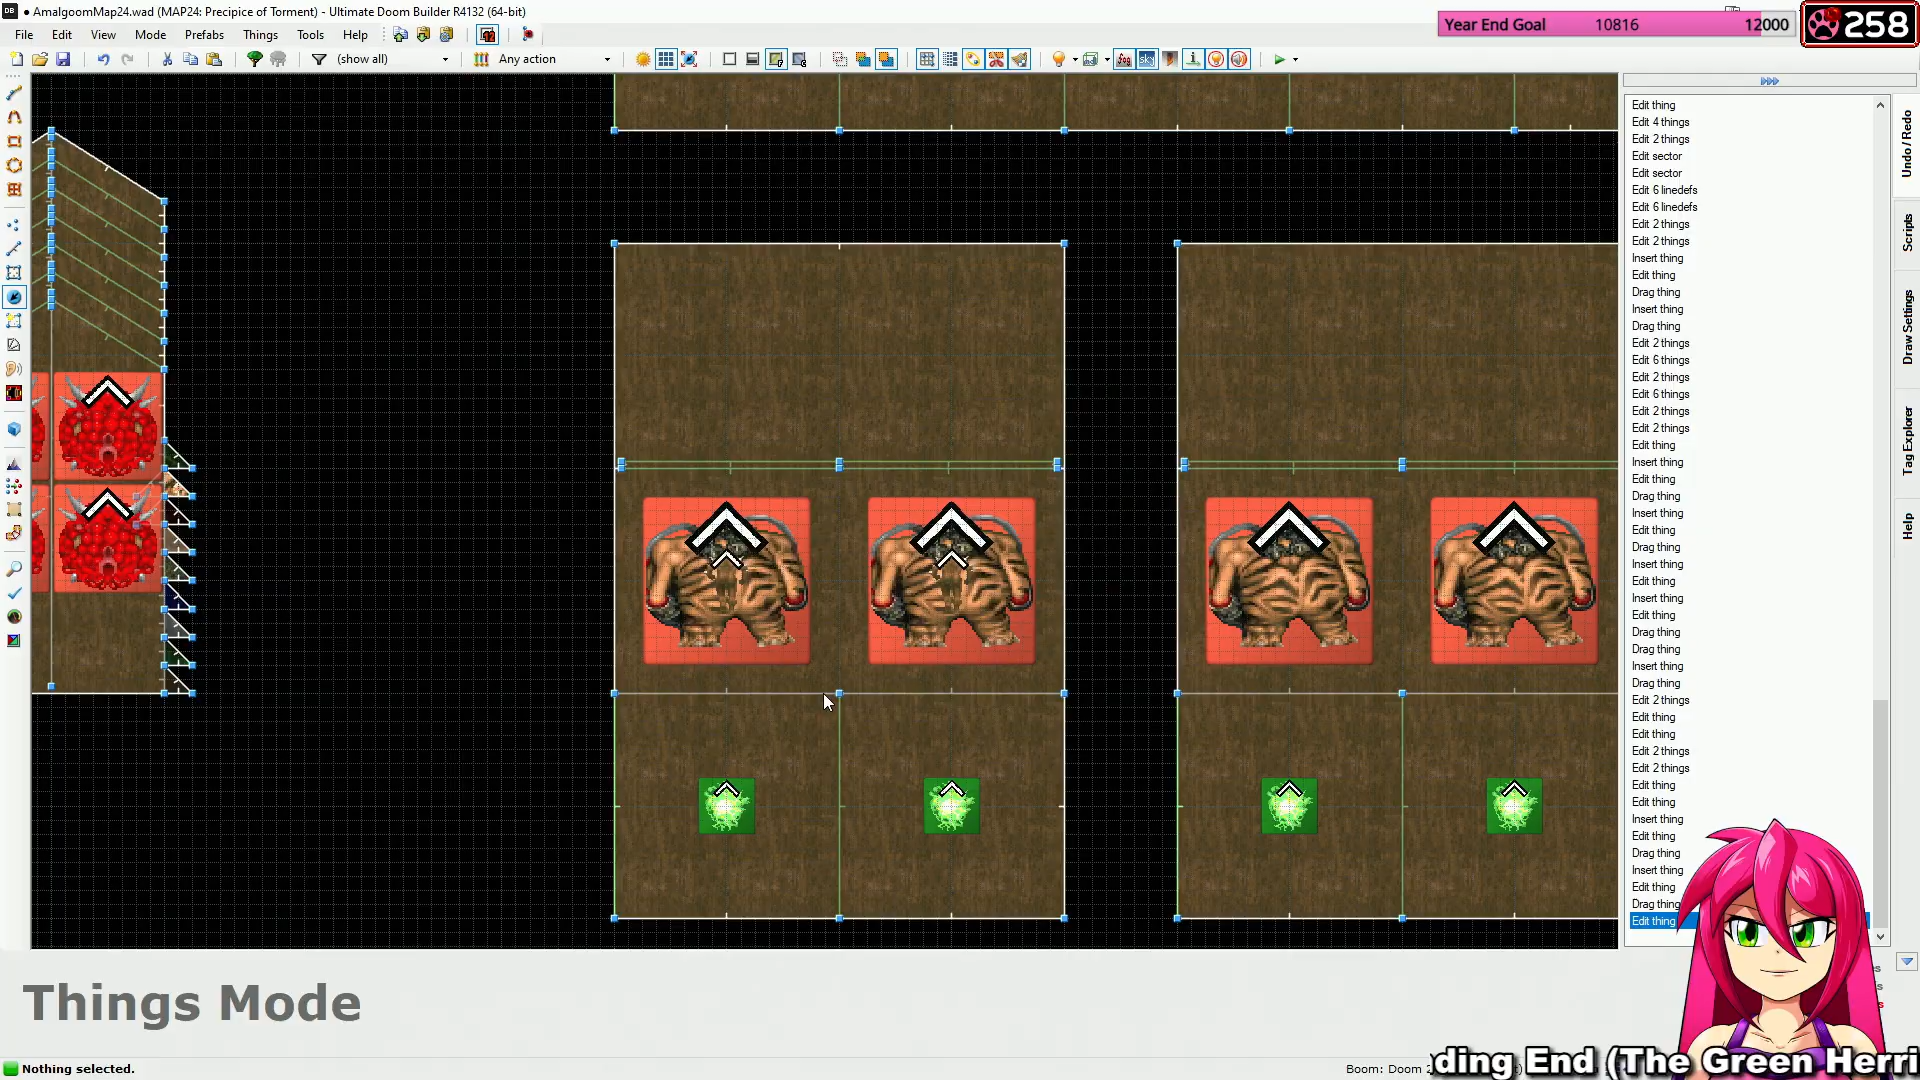 AmalgoomMap24.wad (MAP24: Precipice of Torment) - Ultimate Doom Builder R4132 (64-bit)
Year End Goal 10816 12000
258
File Edit View Mode Prefabs Things Tools Help
(show all) Any action
Edit thing
Edit 4 things
Edit 2 things
Edit sector
Edit sector
Edit 6 linedefs
Edit 6 linedefs
Edit 2 things
Edit 2 things
Insert thing
Edit thing
Drag thing
Insert thing
Drag thing
Edit 2 things
Edit 6 things
Edit 2 things
Edit 6 things
Edit 2 things
Edit 2 things
Edit thing
Insert thing
Edit thing
Drag thing
Insert thing
Edit thing
Drag thing
Insert thing
Edit thing
Insert thing
Edit thing
Drag thing
Drag thing
Insert thing
Drag thing
Edit 2 things
Edit thing
Edit thing
Edit 2 things
Edit 2 things
Edit thing
Edit thing
Insert thing
Edit thing
Drag thing
Insert thing
Edit thing
Drag thing
Edit thing
Undo / Redo
Scripts
Draw Settings
Tag Explorer
Help
Things Mode
Nothing selected.
Boom: Doom
ding End (The Green Herri